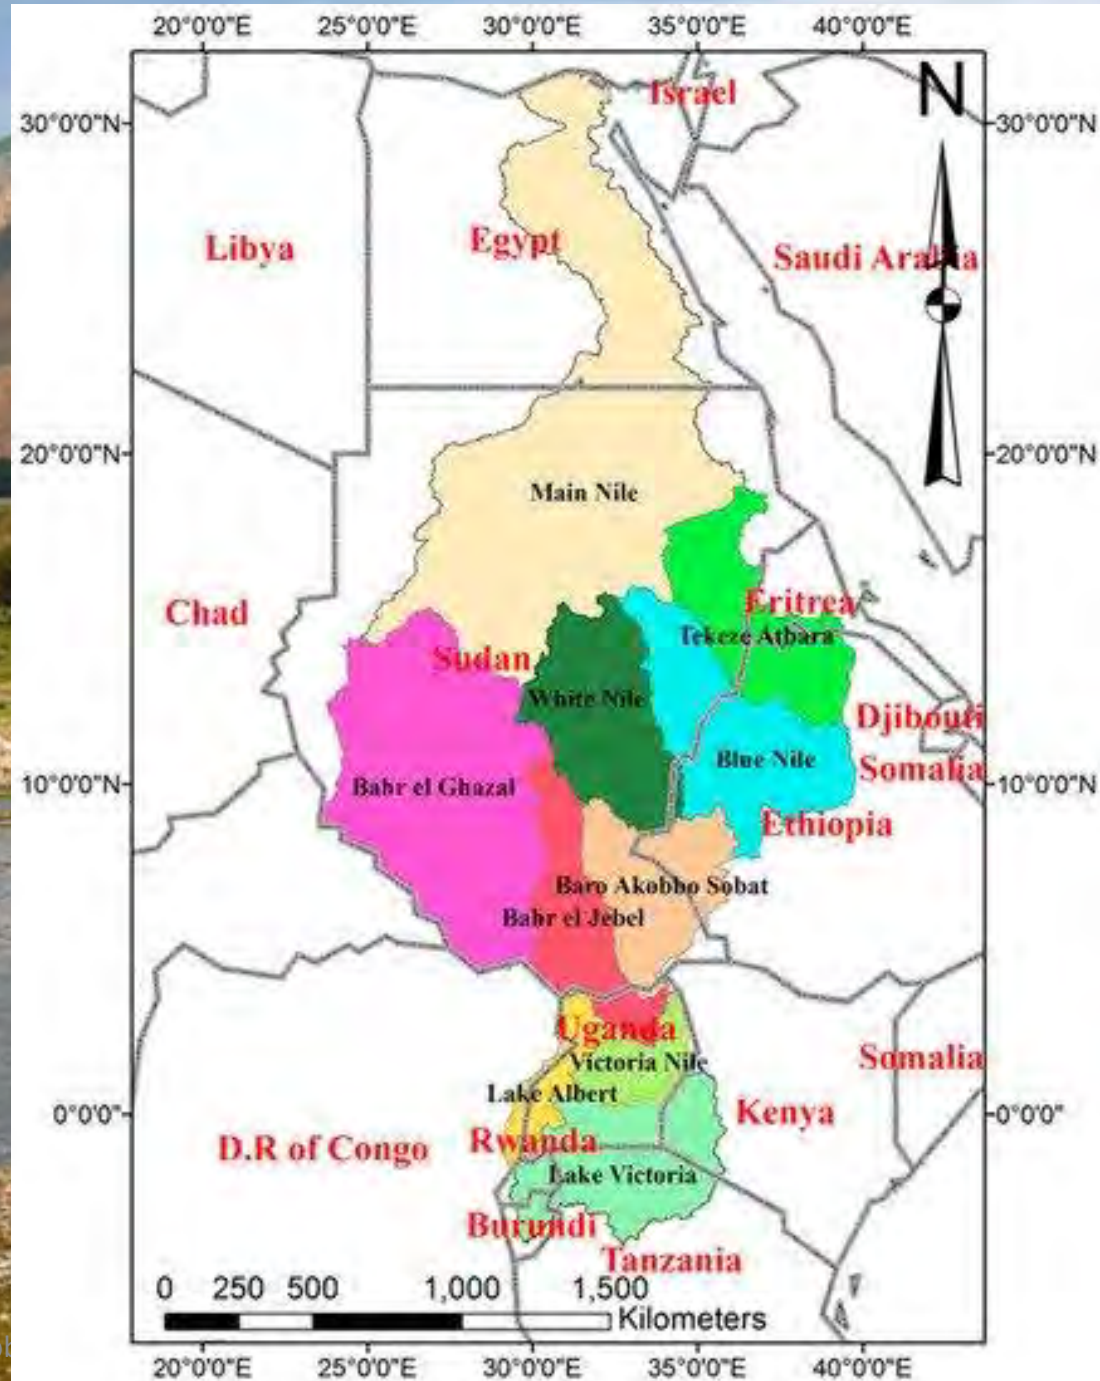 20°0'0"E 25°0'0"E 30°0'0"E 35°0'0"E 40°0'0"E
Israel
N
30°0'0"N 30°0'0"N
Libya
Egypt
Saudi Arabia
20°0'0"N 20°0'0"N
Main Nile
Chad
Eritrea
Tekeze Atbara
Sudan
White Nile
Djibouti
Blue Nile
Somalia
10°0'0"N 10°0'0"N
Bahr el Ghazal
Ethiopia
Baro Akobbo Sobat
Bahr el Jebel
Uganda
Victoria Nile
Somalia
Lake Albert
0°0'0" 0°0'0"
Kenya
Rwanda
D.R of Congo
Lake Victoria
Burundi
Tanzania
0 250 500 1,000 1,500
Kilometers
20°0'0"E 25°0'0"E 30°0'0"E 35°0'0"E 40°0'0"E